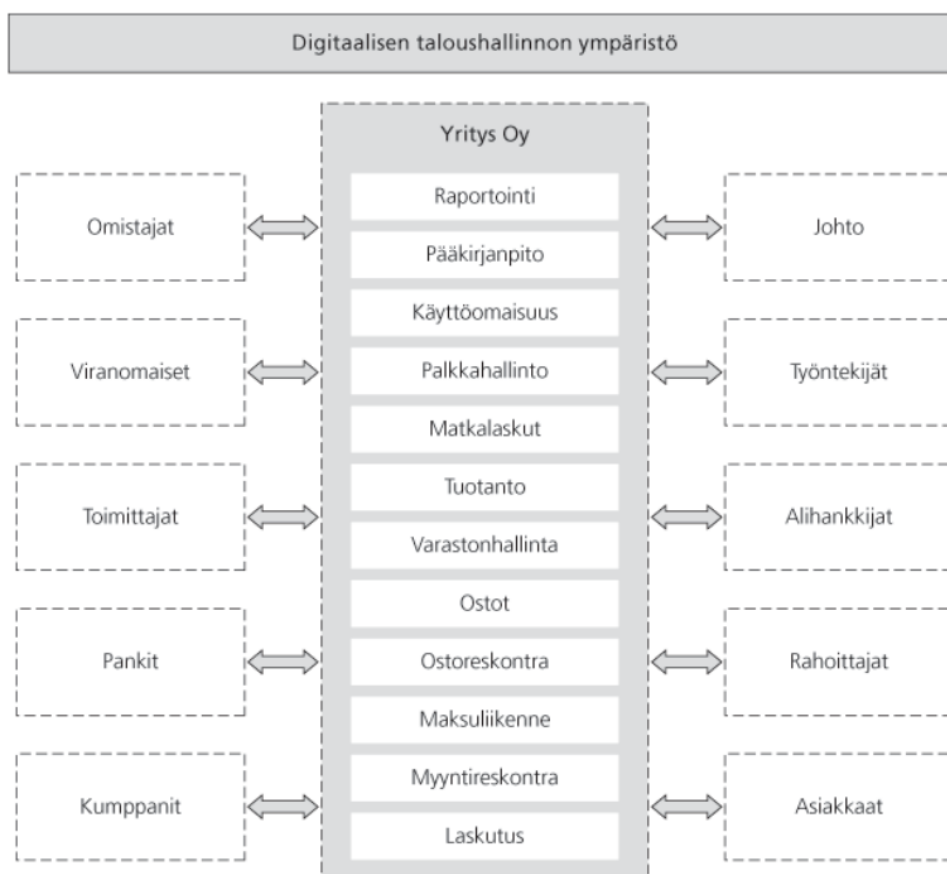 Digitaalisen taloushallinnon ympäristö
Yritys Oy
Raportointi
Pääkirjanpito
Käyttöomaisuus
Palkkahallinto
Matkalaskut
Tuotanto
Varastonhallinta
Ostot
Ostoreskontra
Maksuliikenne
Myyntireskontra
Laskutus
Omistajat
Viranomaiset
Toimittajat
Pankit
Kumppanit
Johto
Työntekijät
Alihankkijat
Rahoittajat
Asiakkaat